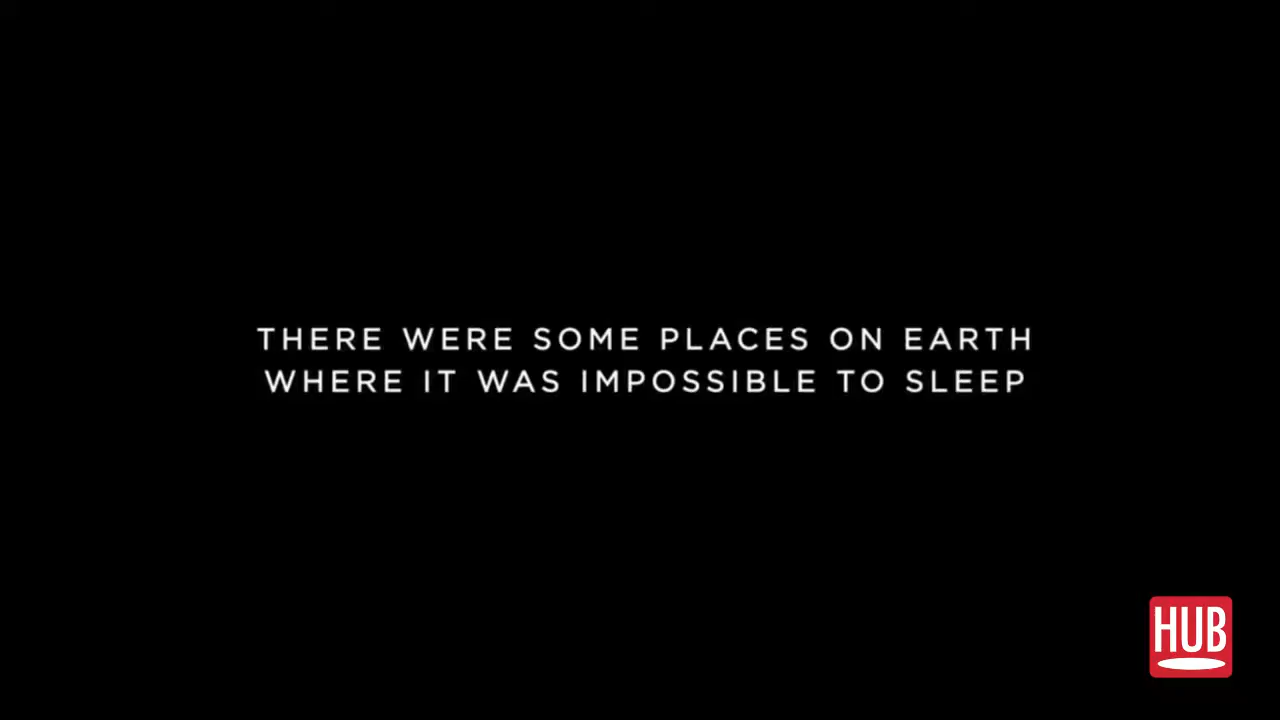 THERE WERE SOME PLACES ON EARTH
WHERE IT WAS IMPOSSIBLE TO SLEEP
HUB